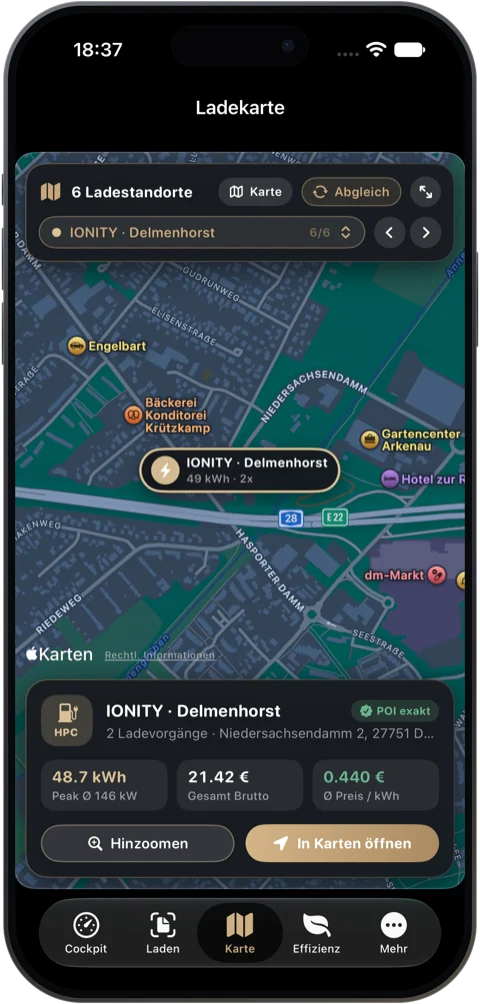 18:37
Ladekarte
6 Ladestandorte
Karte
Abgleich
IONITY · Delmenhorst
6/6
GUDRUNWEG
ELISENSTRAßE
Engelbart
NIEDERSACHSENDAMM
Bäckerei
Konditorei
Krützkamp
Gartencenter
Arkenau
IONITY · Delmenhorst
49 kWh · 2x
Hotel zur R
28
E 22
HASPORTER DAMM
dm-Markt
RIEDEWEG
SEESTRAßE
Karten
Rechtl. Informationen
IONITY · Delmenhorst
POI exakt
HPC
2 Ladevorgänge · Niedersachsendamm 2, 27751 D...
48.7 kWh
Peak Ø 146 kW
21.42 €
Gesamt Brutto
0.440 €
Ø Preis / kWh
Hinzoomen
In Karten öffnen
Cockpit
Laden
Karte
Effizienz
Mehr